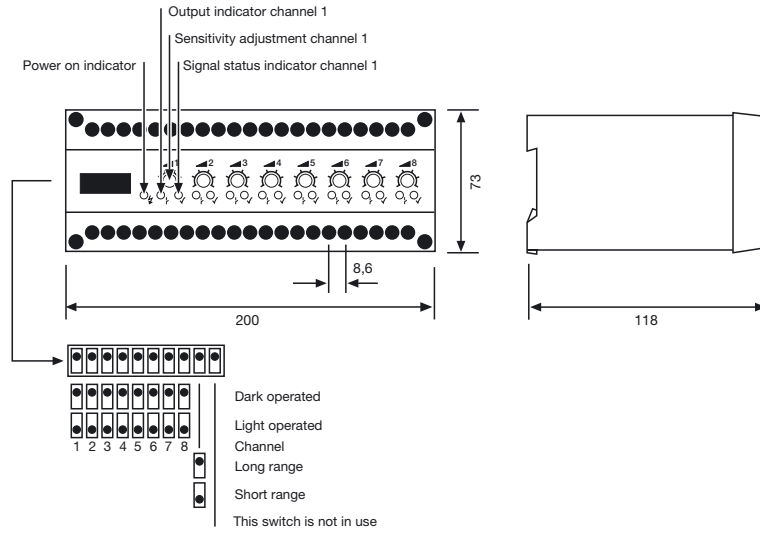 Output indicator channel 1
Sensitivity adjustment channel 1
Power on indicator
Signal status indicator channel 1
1 2 3 4 5 6 7 8
73
8,6
200
118
Dark operated
Light operated
1 2 3 4 5 6 7 8 Channel
Long range
Short range
This switch is not in use